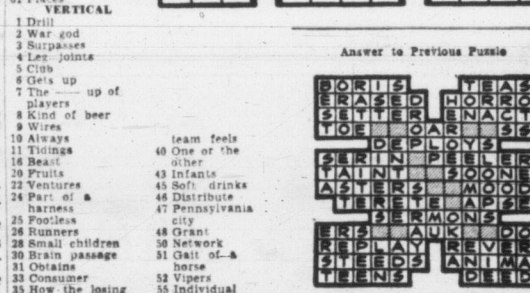 VERTICAL
1 Drill
2 War god
3 Surpasses
4 Leg joints
5 Club
6 Gets up
7 The —— up of
players
8 Kind of beer
9 Wires
10 Always
11 Tidings
16 Beast
20 Fruits
22 Ventures
24 Part of a
harness
25 Footless
26 Runners
28 Small children
30 Brain passage
31 Obtains
33 Consumer
35 How the losing
team feels
40 One or the
other
43 Infants
45 Soft drinks
46 Distribute
47 Pennsylvania
city
48 Grant
50 Network
51 Gait of a
horse
52 Vipers
55 Individual
Answer to Previous Puzzle
BORIS TEAS
ERASED HORRO
SETTER ENACT
TOE OAR SE
DEPLOYS
SERIN PEELE
TAINT SOONE
ASTERS MOO
TERETE APSE
SERMONS
ERS AUK DO
REPLAY REVE
STEEDS ANIMA
TEENS DEE